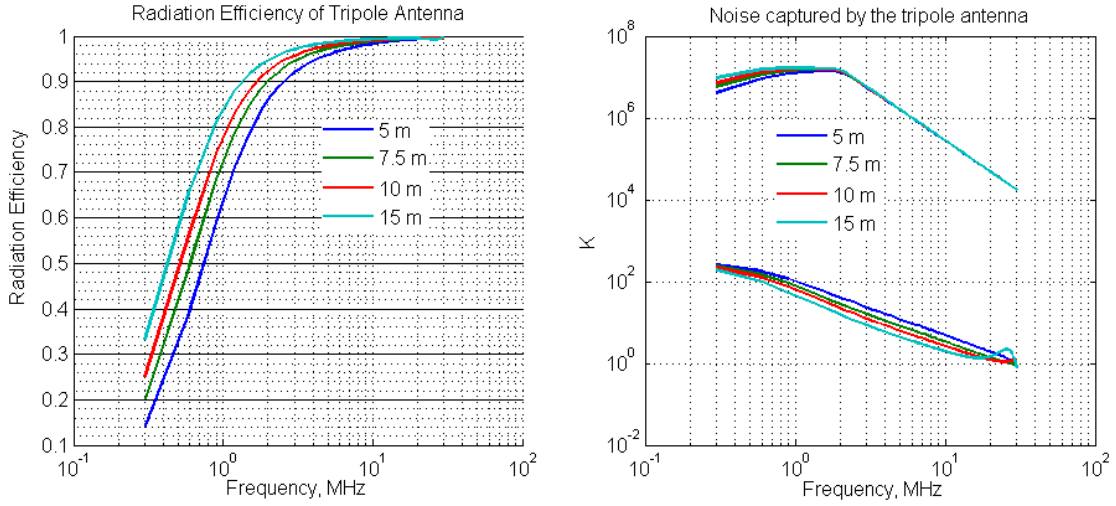 Radiation Efficiency of Tripole Antenna
1
0.9
0.8
0.7
0.6
0.5
0.4
0.3
0.2
0.1
Radiation Efficiency
5 m
7.5 m
10 m
15 m
10^-1
10^0
10^1
10^2
Frequency, MHz
Noise captured by the tripole antenna
10^8
10^6
10^4
10^2
10^0
10^-2
K
5 m
7.5 m
10 m
15 m
10^-1
10^0
10^1
10^2
Frequency, MHz